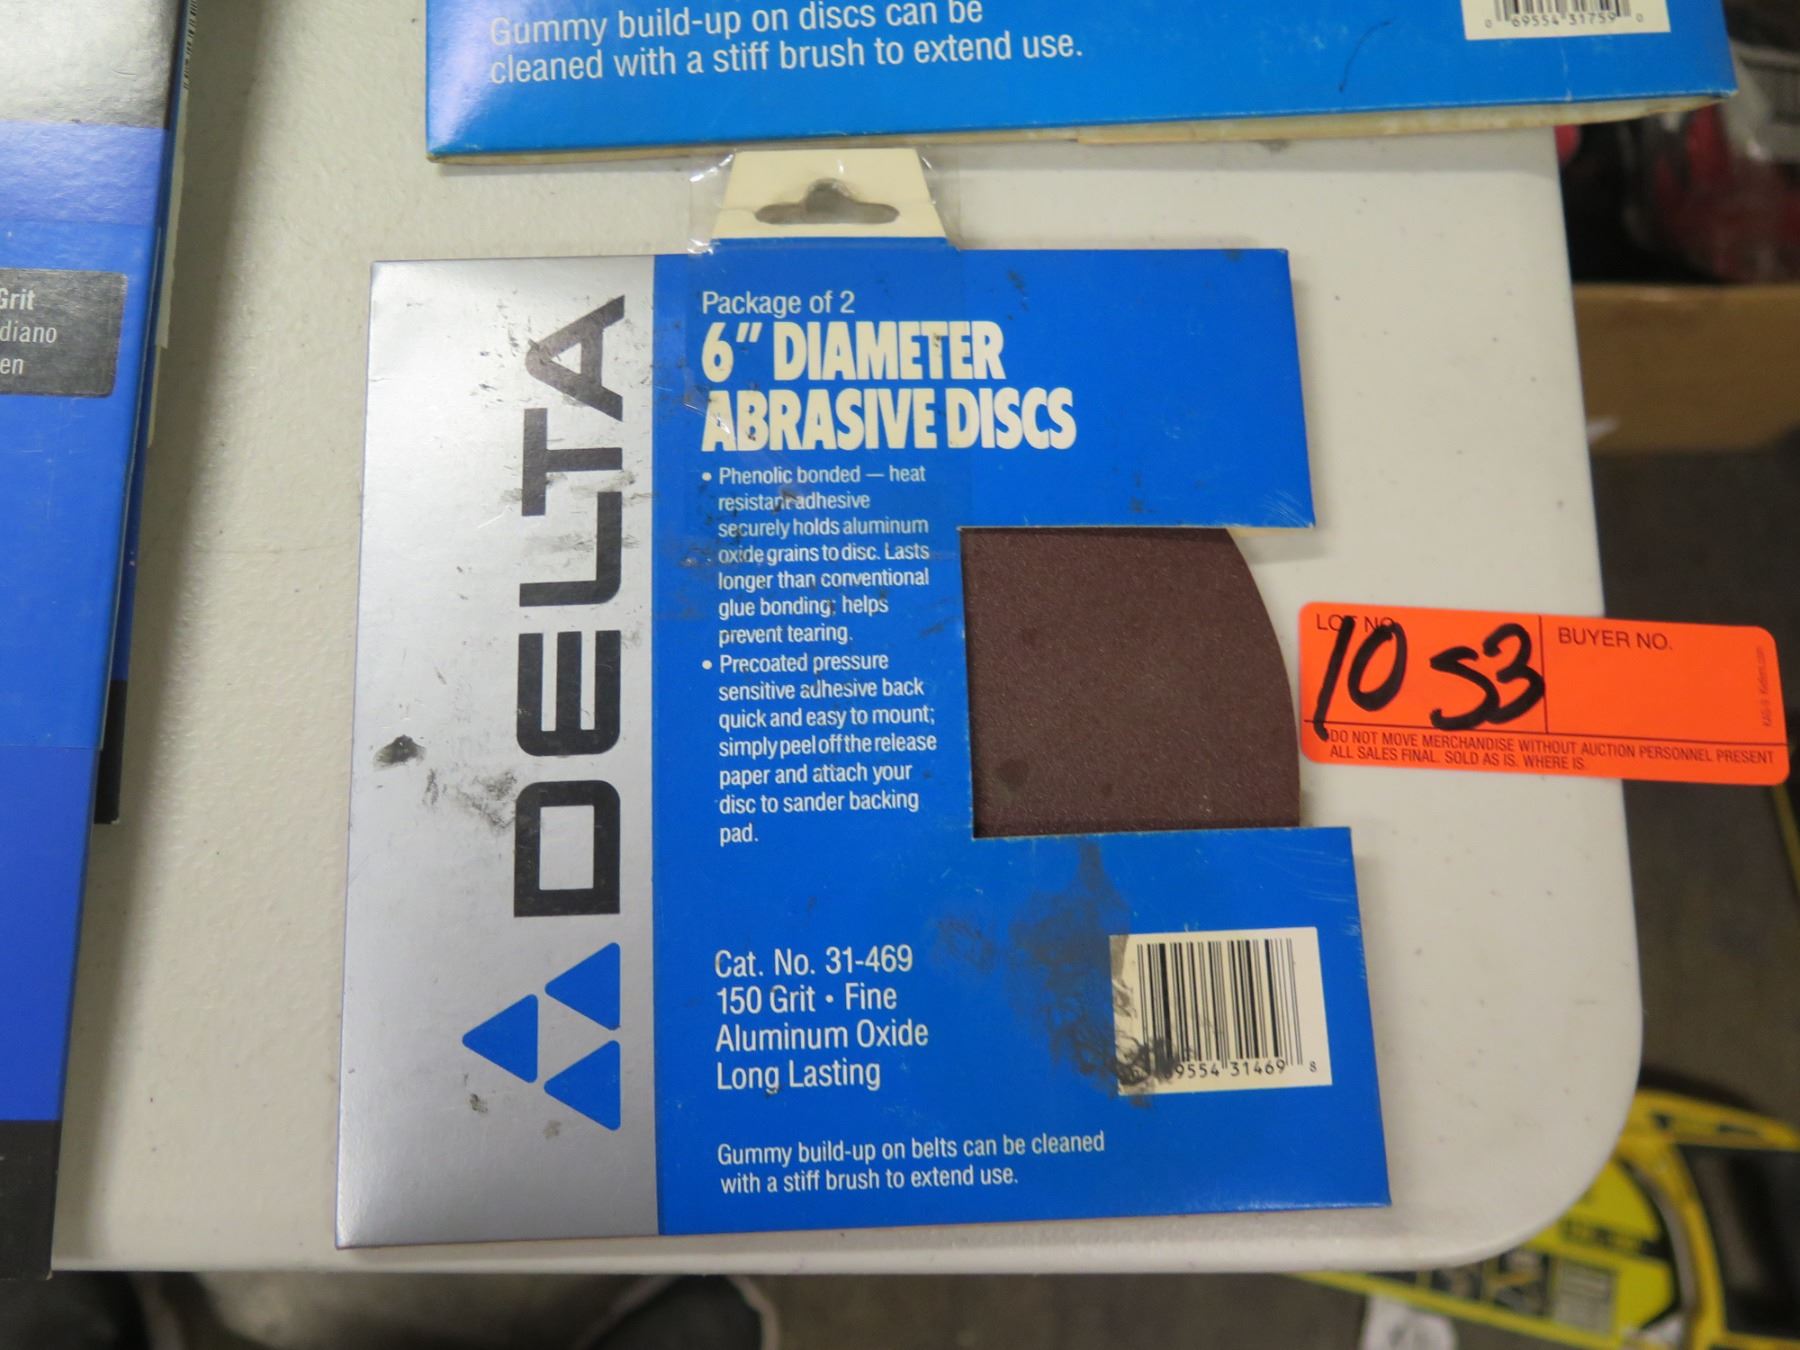 Gummy build-up on discs can be
cleaned with a stiff brush to extend use.
0 69554 31759 0
Grit
diano
en
DELTA
Package of 2
6" DIAMETER
ABRASIVE DISCS
• Phenolic bonded — heat
resistant adhesive
securely holds aluminum
oxide grains to disc. Lasts
longer than conventional
glue bonding; helps
prevent tearing.
• Precoated pressure
sensitive adhesive back
quick and easy to mount;
simply peel off the release
paper and attach your
disc to sander backing
pad.
Cat. No. 31-469
150 Grit • Fine
Aluminum Oxide
Long Lasting
9554 31469 8
Gummy build-up on belts can be cleaned
with a stiff brush to extend use.
LOT NO.
1053
BUYER NO.
DO NOT MOVE MERCHANDISE WITHOUT AUCTION PERSONNEL PRESENT
ALL SALES FINAL. SOLD AS IS. WHERE IS.